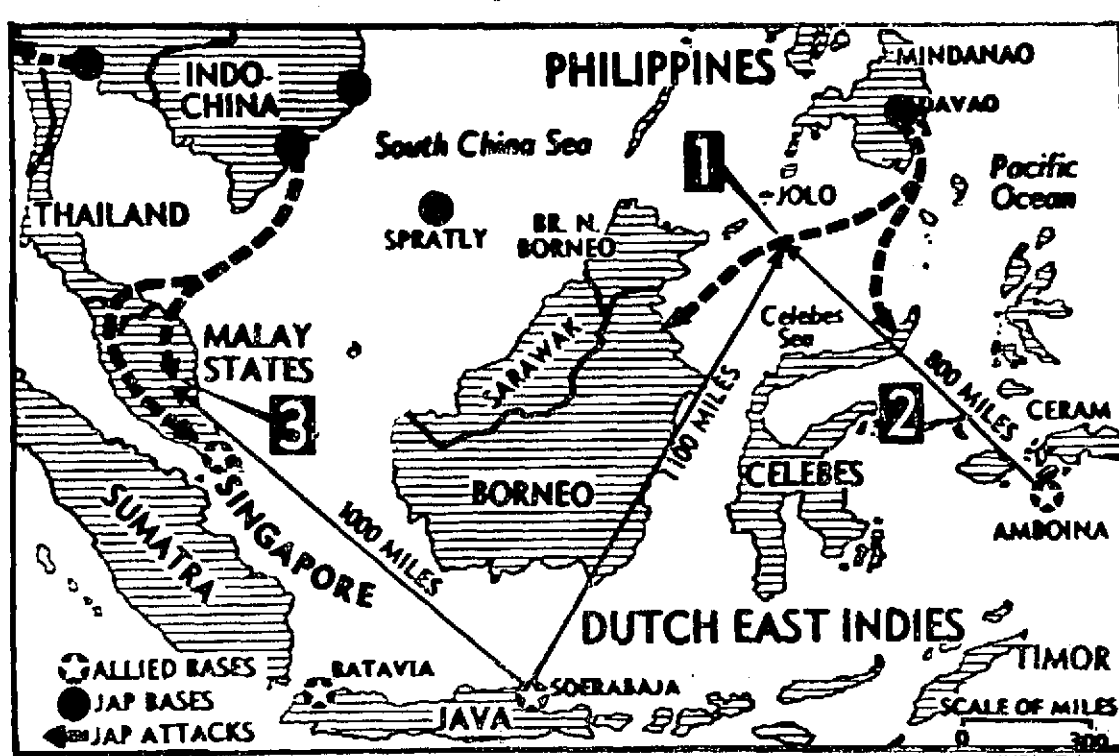 INDO-
CHINA
PHILIPPINES
MINDANAO
DAVAO
South China Sea
Pacific
Ocean
1
JOLO
THAILAND
SPRATLY
BR. N.
BORNEO
Celebes
Sea
MALAY
STATES
SARAWAK
3
2
800 MILES
1100 MILES
CERAM
CELEBES
BORNEO
SINGAPORE
SUMATRA
1000 MILES
AMBOINA
DUTCH EAST INDIES
ALLIED BASES
JAP BASES
JAP ATTACKS
BATAVIA
SOERABAJA
JAVA
TIMOR
SCALE OF MILES
0 300